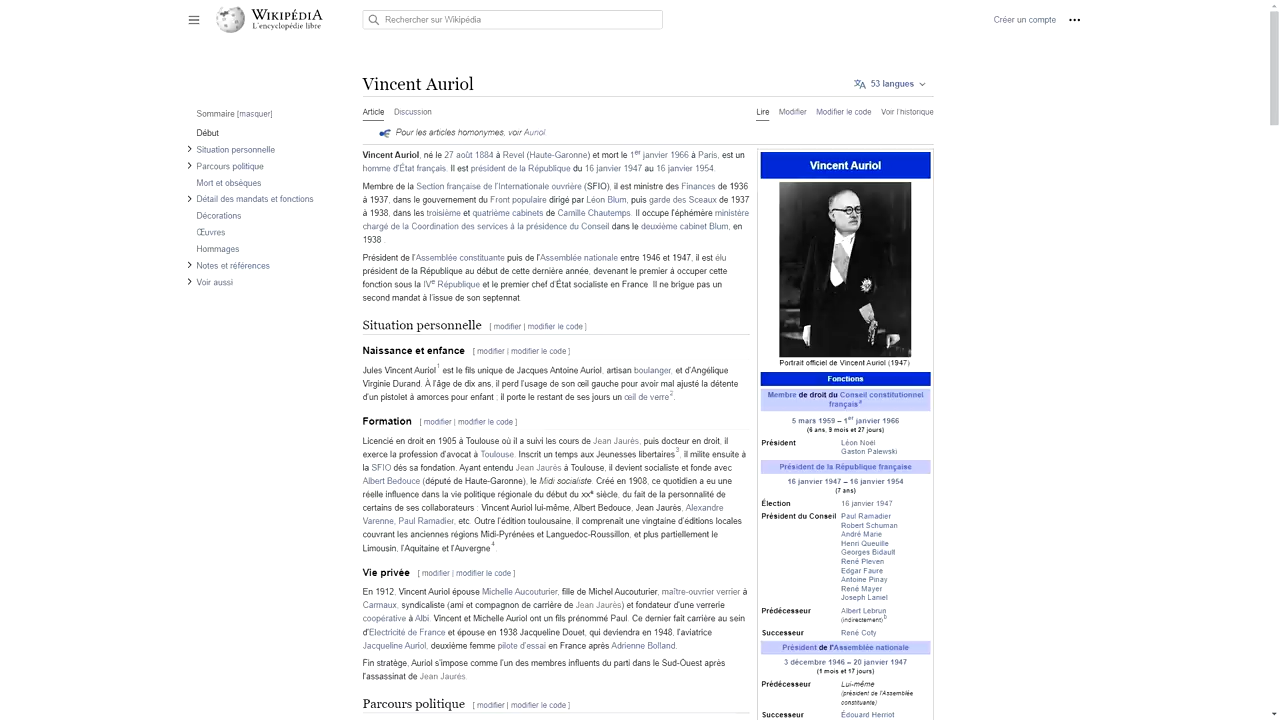 WIKIPÉDIA
L'encyclopédie libre
Rechercher sur Wikipédia
Créer un compte
Vincent Auriol
53 langues
Sommaire [masquer]
Début
Situation personnelle
Parcours politique
Mort et obsèques
Détail des mandats et fonctions
Décorations
Œuvres
Hommages
Notes et références
Voir aussi
Article Discussion
Lire Modifier Modifier le code Voir l'historique
Pour les articles homonymes, voir Auriol.
Vincent Auriol, né le 27 août 1884 à Revel (Haute-Garonne) et mort le 1er janvier 1966 à Paris, est un
homme d'État français. Il est président de la République du 16 janvier 1947 au 16 janvier 1954.
Membre de la Section française de l'Internationale ouvrière (SFIO), il est ministre des Finances de 1936
à 1937, dans le gouvernement du Front populaire dirigé par Léon Blum, puis garde des Sceaux de 1937
à 1938, dans les troisième et quatrième cabinets de Camille Chautemps. Il occupe l'éphémère ministère
chargé de la Coordination des services à la présidence du Conseil dans le deuxième cabinet Blum, en
1938.
Président de l'Assemblée constituante puis de l'Assemblée nationale entre 1946 et 1947, il est élu
président de la République au début de cette dernière année, devenant le premier à occuper cette
fonction sous la IVe République et le premier chef d'État socialiste en France. Il ne brigue pas un
second mandat à l'issue de son septennat.
Situation personnelle [ modifier | modifier le code ]
Naissance et enfance [ modifier | modifier le code ]
Jules Vincent Auriol1 est le fils unique de Jacques Antoine Auriol, artisan boulanger, et d'Angélique
Virginie Durand. À l'âge de dix ans, il perd l'usage de son œil gauche pour avoir mal ajusté la détente
d'un pistolet à amorces pour enfant ; il porte le restant de ses jours un œil de verre2.
Formation [ modifier | modifier le code ]
Licencié en droit en 1905 à Toulouse où il a suivi les cours de Jean Jaurès, puis docteur en droit, il
exerce la profession d'avocat à Toulouse. Inscrit un temps aux Jeunesses libertaires3, il milite ensuite à
la SFIO dès sa fondation. Ayant entendu Jean Jaurès à Toulouse, il devient socialiste et fonde avec
Albert Bedouce (député de Haute-Garonne), le Midi socialiste. Créé en 1908, ce quotidien a eu une
réelle influence dans la vie politique régionale du début du XXe siècle, du fait de la personnalité de
certains de ses collaborateurs : Vincent Auriol lui-même, Albert Bedouce, Jean Jaurès, Alexandre
Varenne, Paul Ramadier, etc. Outre l'édition toulousaine, il comprenait une vingtaine d'éditions locales
couvrant les anciennes régions Midi-Pyrénées et Languedoc-Roussillon, et plus partiellement le
Limousin, l'Aquitaine et l'Auvergne4.
Vie privée [ modifier | modifier le code ]
En 1912, Vincent Auriol épouse Michelle Aucouturier, fille de Michel Aucouturier, maître-ouvrier verrier à
Carmaux, syndicaliste (ami et compagnon de carrière de Jean Jaurès) et fondateur d'une verrerie
coopérative à Albi. Vincent et Michelle Auriol ont un fils prénommé Paul. Ce dernier fait carrière au sein
d'Electricité de France et épouse en 1938 Jacqueline Douet, qui deviendra en 1948, l'aviatrice
Jacqueline Auriol, deuxième femme pilote d'essai en France après Adrienne Bolland.
Fin stratège, Auriol s'impose comme l'un des membres influents du parti dans le Sud-Ouest après
l'assassinat de Jean Jaurès.
Parcours politique [ modifier | modifier le code ]
Vincent Auriol
Portrait officiel de Vincent Auriol (1947)
Fonctions
Membre de droit du Conseil constitutionnel
françaisa
5 mars 1959 – 1er janvier 1966
(6 ans, 9 mois et 27 jours)
Président Léon Noël
Gaston Palewski
Président de la République française
16 janvier 1947 – 16 janvier 1954
(7 ans)
Élection 16 janvier 1947
Président du Conseil Paul Ramadier
Robert Schuman
André Marie
Henri Queuille
Georges Bidault
René Pleven
Edgar Faure
Antoine Pinay
René Mayer
Joseph Laniel
Prédécesseur Albert Lebrun
(indirectement)b
Successeur René Coty
Président de l'Assemblée nationale
3 décembre 1946 – 20 janvier 1947
(1 mois et 17 jours)
Prédécesseur Lui-même
(président de l'Assemblée
constituante)
Successeur Édouard Herriot